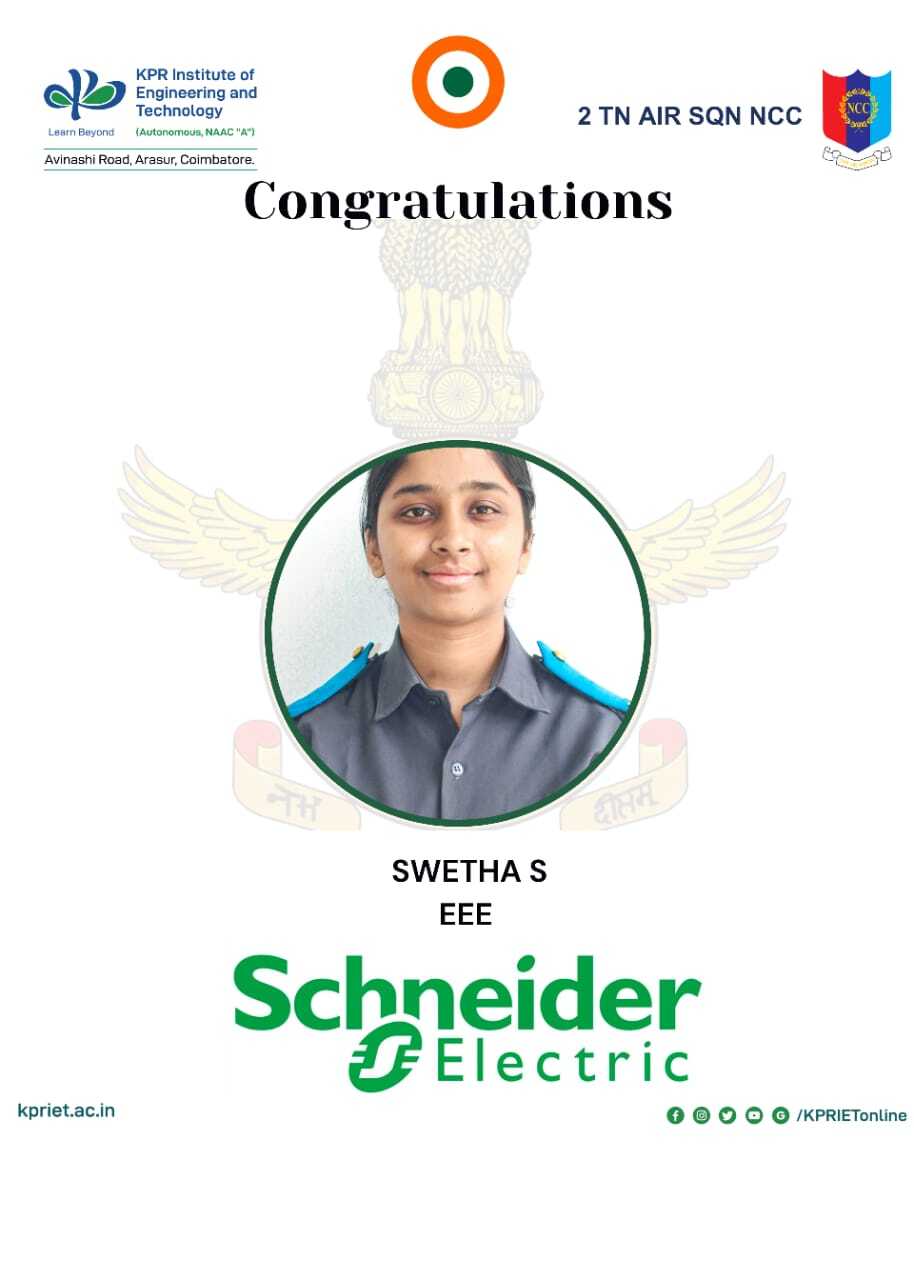 KPR Institute of
Engineering and
Technology
Learn Beyond
(Autonomous, NAAC "A")
Avinashi Road, Arasur, Coimbatore.
2 TN AIR SQN NCC
NCC
Congratulations
नभ
दीप्तम्
SWETHA S
EEE
Schneider
Electric
kpriet.ac.in
/KPRIETonline